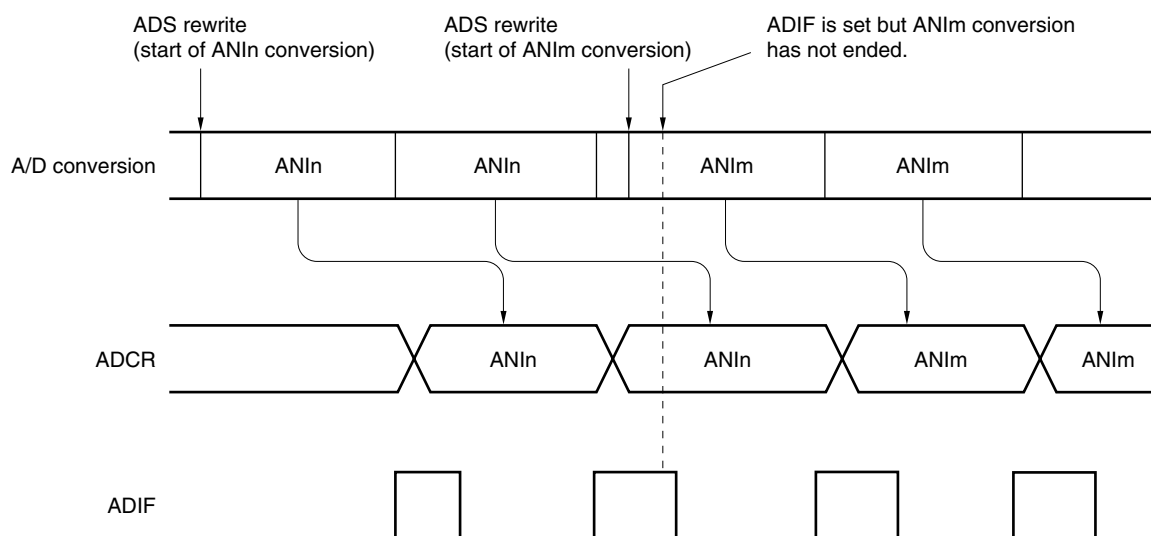 ADS rewrite
(start of ANIn conversion)
ADS rewrite
(start of ANIm conversion)
ADIF is set but ANIm conversion
has not ended.
A/D conversion
ANIn
ANIn
ANIm
ANIm
ADCR
ANIn
ANIn
ANIm
ANIm
ADIF